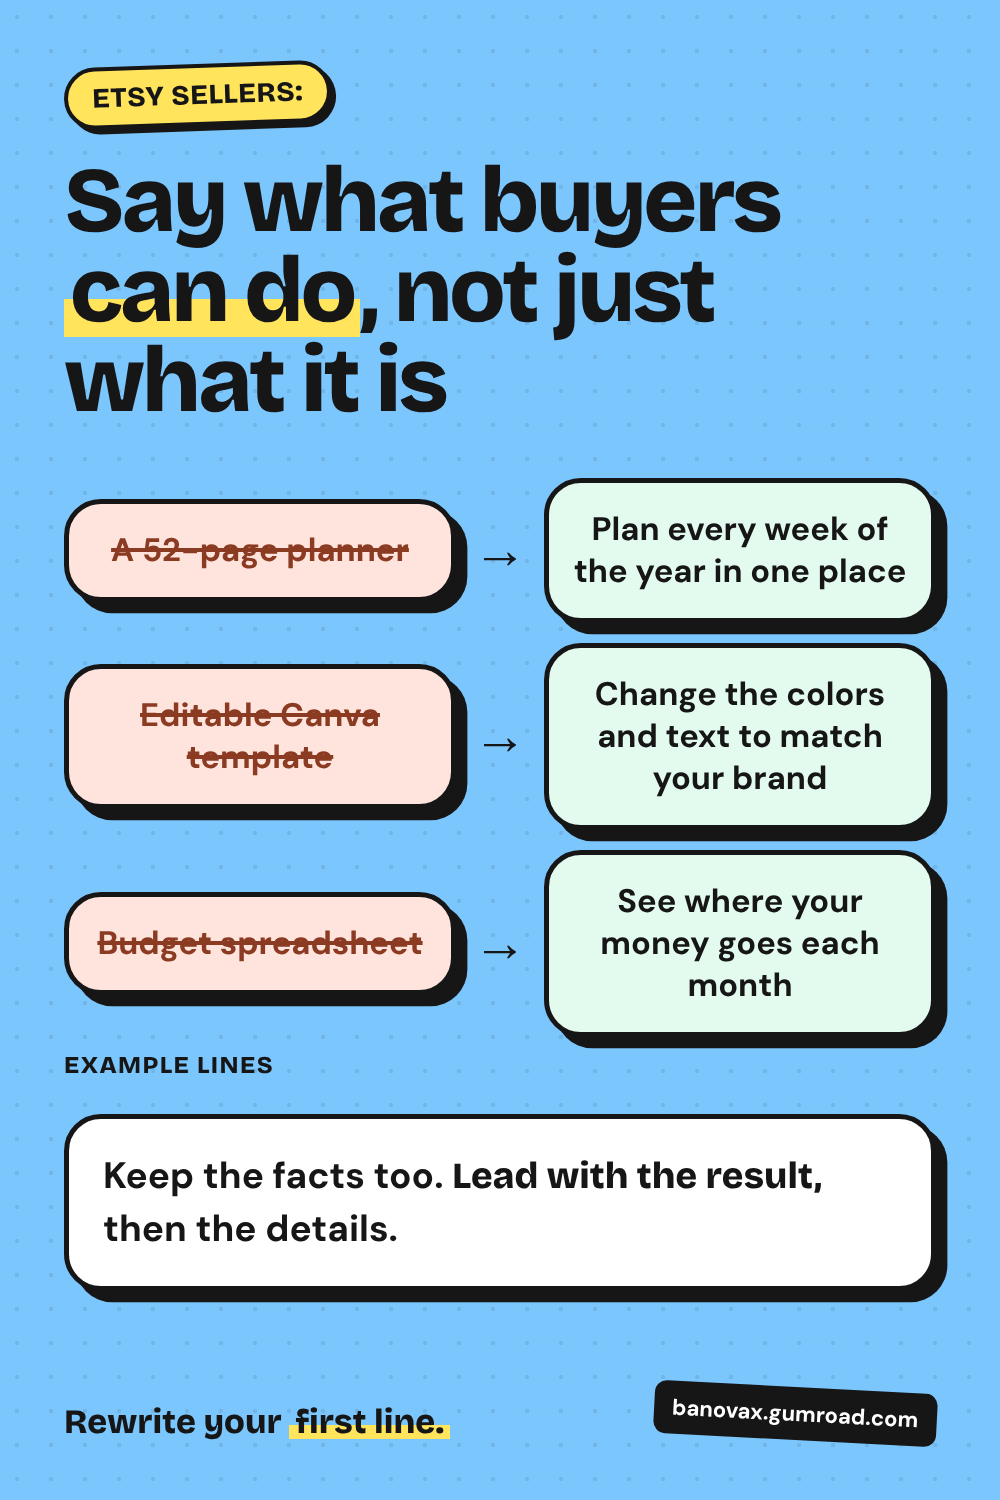 ETSY SELLERS:
Say what buyers
can do, not just
what it is
A 52-page planner
→
Plan every week of
the year in one place
Editable Canva
template
→
Change the colors
and text to match
your brand
Budget spreadsheet
→
See where your
money goes each
month
EXAMPLE LINES
Keep the facts too. Lead with the result,
then the details.
Rewrite your first line.
banovax.gumroad.com